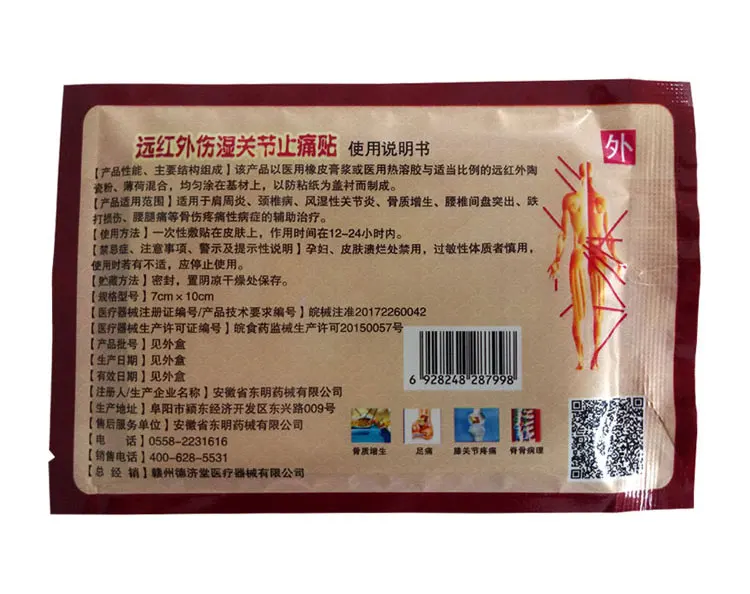 远红外伤湿关节止痛贴 使用说明书
外
【产品性能、主要结构组成】该产品以医用橡皮膏浆或医用热溶胶与适当比例的远红外陶
瓷粉、薄荷混合，均匀涂在基材上，以防粘纸为盖衬而制成。
【产品适用范围】适用于肩周炎、颈椎病、风湿性关节炎、骨质增生、腰椎间盘突出、跌
打损伤、腰腿痛等骨伤疼痛性病症的辅助治疗。
【使用方法】一次性敷贴在皮肤上，作用时间在12-24小时内。
【禁忌症、注意事项、警示及提示性说明】孕妇、皮肤溃烂处禁用，过敏性体质者慎用，
使用时若有不适，应停止使用。
【贮藏方法】密封，置阴凉干燥处保存。
【规格型号】7cm×10cm
【医疗器械注册证编号/产品技术要求编号】皖械注准20172260042
【医疗器械生产许可证编号】皖食药监械生产许可20150057号
【产品批号】见外盒
【生产日期】见外盒
【有效日期】见外盒
【注册人/生产企业名称】安徽省东明药械有限公司
【生产地址】阜阳市颍东经济开发区东兴路009号
【售后服务单位】安徽省东明药械有限公司
【电 话】0558-2231616
【销售电话】400-628-5531
【总 经 销】赣州德济堂医疗器械有限公司
6 928248 287998
骨质增生 足痛 膝关节疼痛 脊骨病理